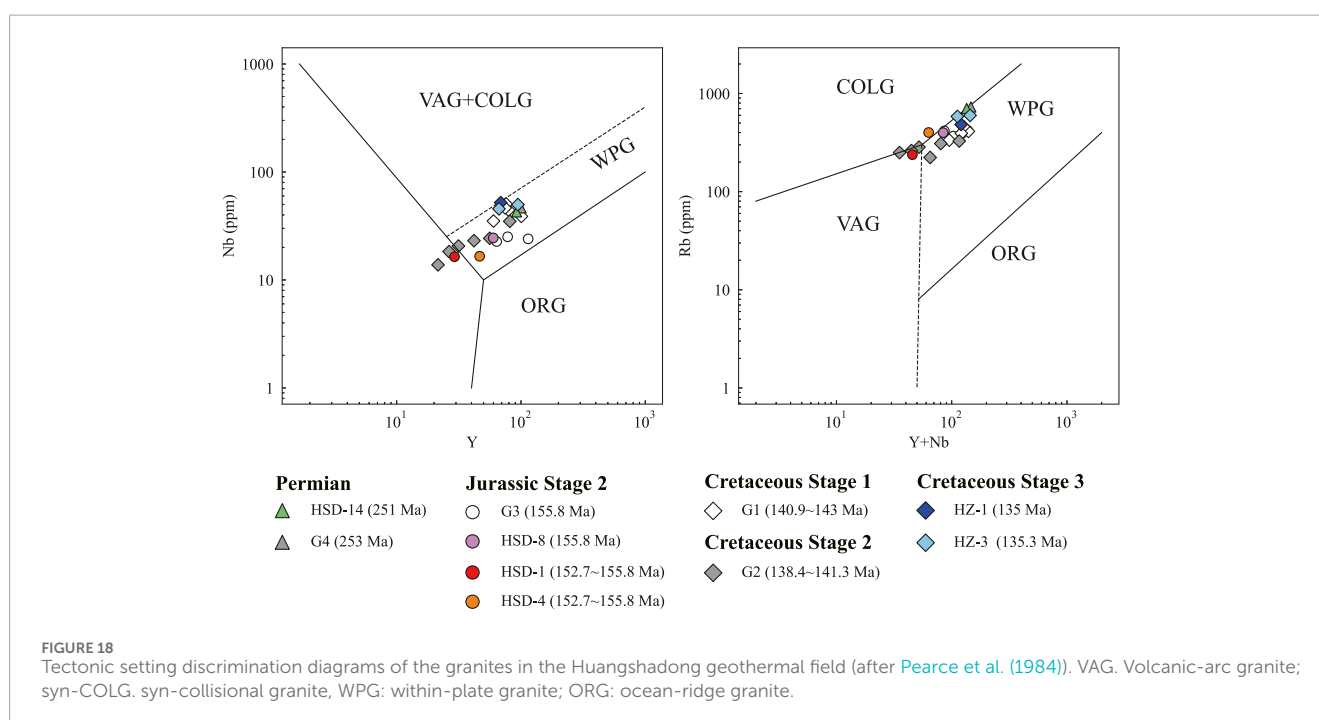 1000
100
10
1
Nb (ppm)
VAG+COLG
WPG
ORG
10¹
10²
10³
Y
1000
100
10
1
Rb (ppm)
COLG
WPG
VAG
ORG
10¹
10²
10³
Y+Nb
Permian
HSD-14 (251 Ma)
G4 (253 Ma)
Jurassic Stage 2
G3 (155.8 Ma)
HSD-8 (155.8 Ma)
HSD-1 (152.7~155.8 Ma)
HSD-4 (152.7~155.8 Ma)
Cretaceous Stage 1
G1 (140.9~143 Ma)
Cretaceous Stage 2
G2 (138.4~141.3 Ma)
Cretaceous Stage 3
HZ-1 (135 Ma)
HZ-3 (135.3 Ma)
FIGURE 18
Tectonic setting discrimination diagrams of the granites in the Huangshadong geothermal field (after Pearce et al. (1984)). VAG. Volcanic-arc granite;
syn-COLG. syn-collisional granite, WPG: within-plate granite; ORG: ocean-ridge granite.